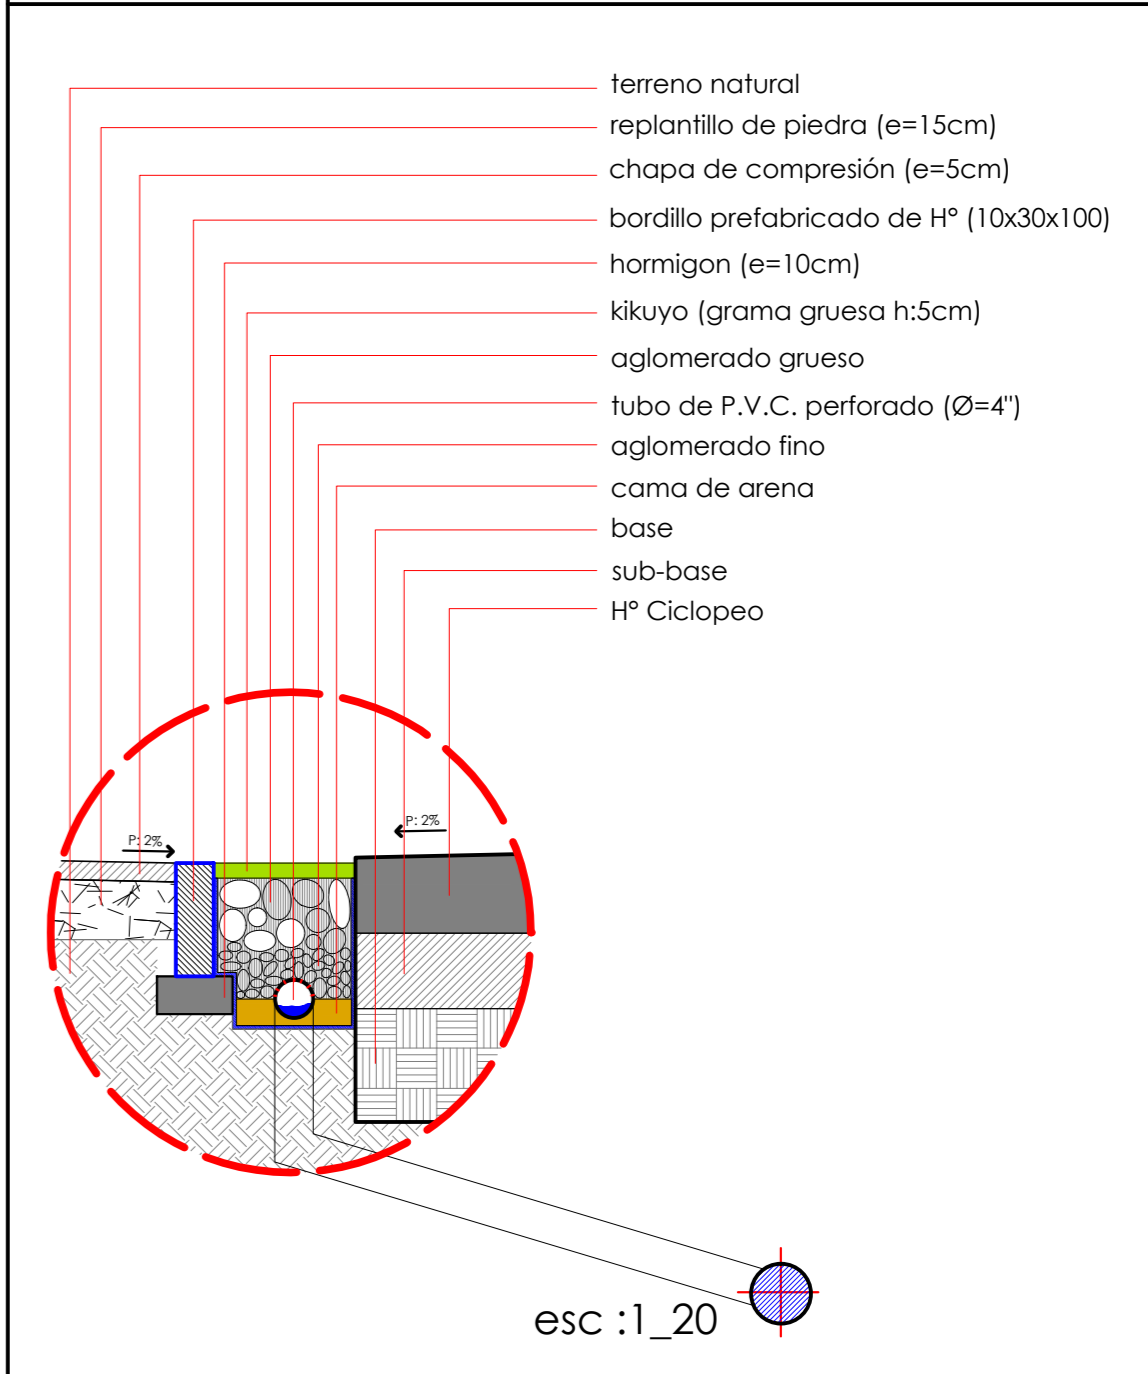 terreno natural
replantillo de piedra (e=15cm)
chapa de compresión (e=5cm)
bordillo prefabricado de Hº (10x30x100)
hormigon (e=10cm)
kikuyo (grama gruesa h:5cm)
aglomerado grueso
tubo de P.V.C. perforado (Ø=4")
aglomerado fino
cama de arena
base
sub-base
Hº Ciclopeo
P: 2%
P: 2%
esc :1_20